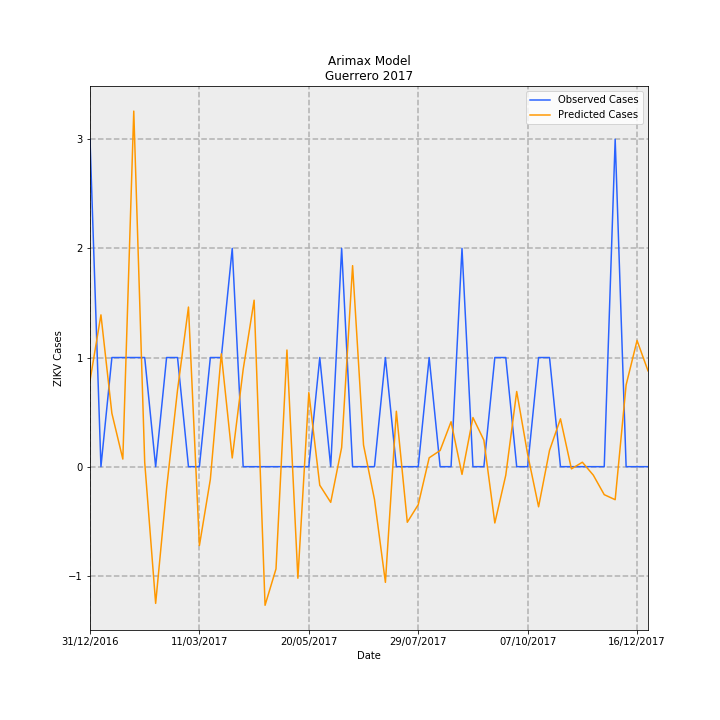 Arimax Model
Guerrero 2017
Observed Cases
Predicted Cases
ZIKV Cases
3
2
1
0
−1
31/12/2016 11/03/2017 20/05/2017 29/07/2017 07/10/2017 16/12/2017
Date